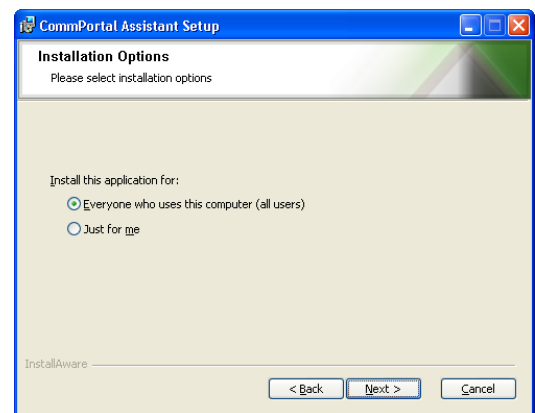 CommPortal Assistant Setup
Installation Options
Please select installation options
Install this application for:
Everyone who uses this computer (all users)
Just for me
InstallAware
< Back Next > Cancel